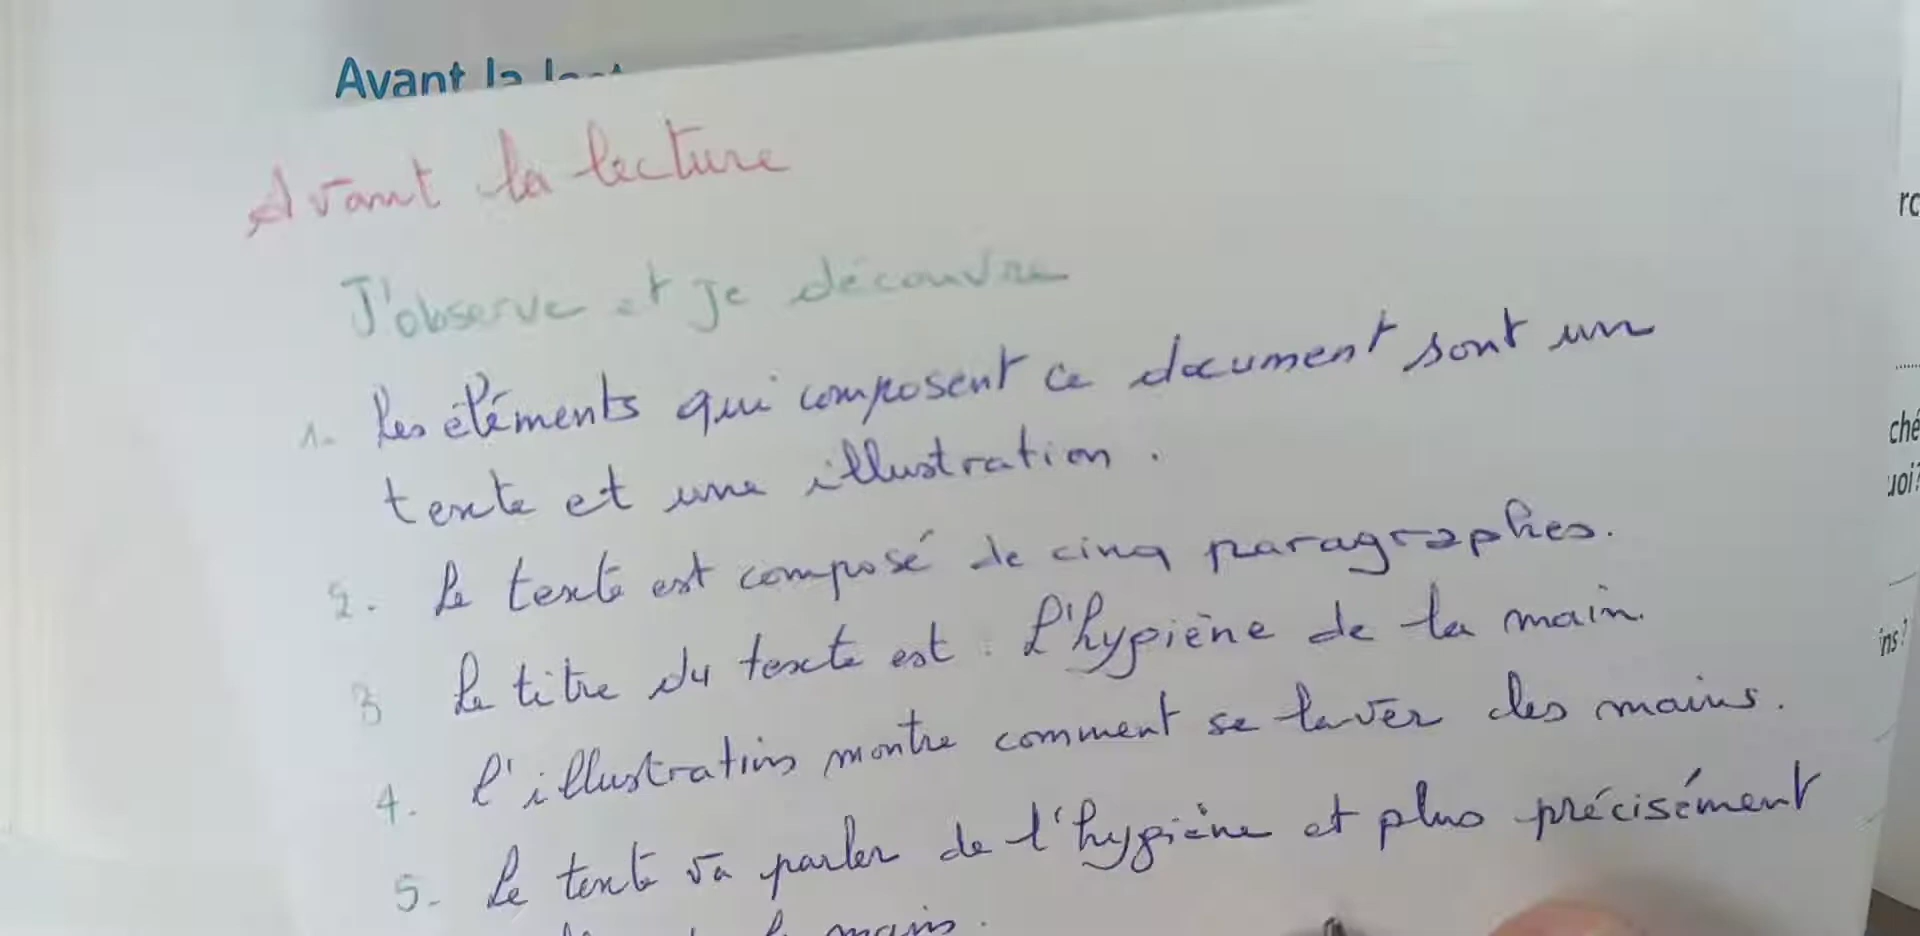 Avant la
Avant la lecture
J'observe et je découvre
1. Les éléments qui composent ce document sont un
texte et une illustration.
2. Le texte est composé de cinq paragraphes.
3 Le titre du texte est : L'hygiène de la main.
4. l'illustration montre comment se laver les mains.
5. Le texte va parler de l'hygiène et plus précisément
mains.
ro
ché
uoi?
ins?